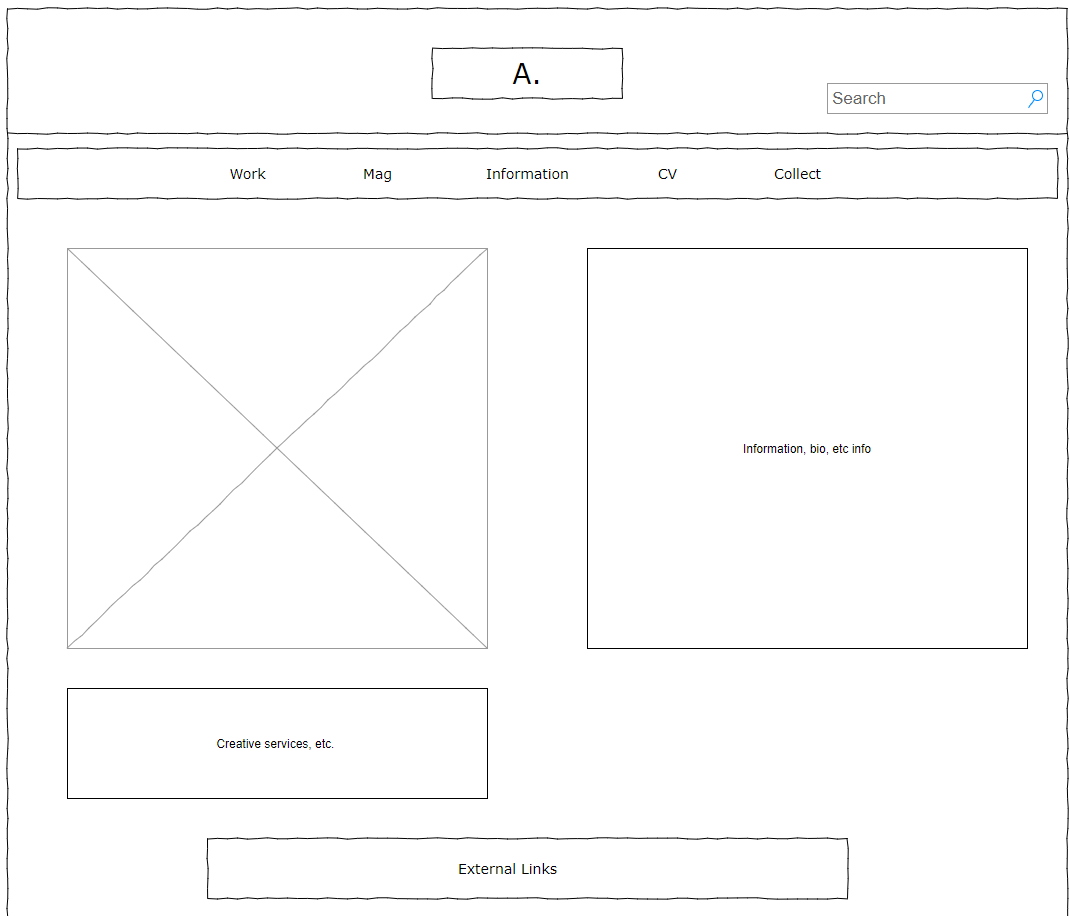 A.
Search
Work Mag Information CV Collect
Information, bio, etc info
Creative services, etc.
External Links